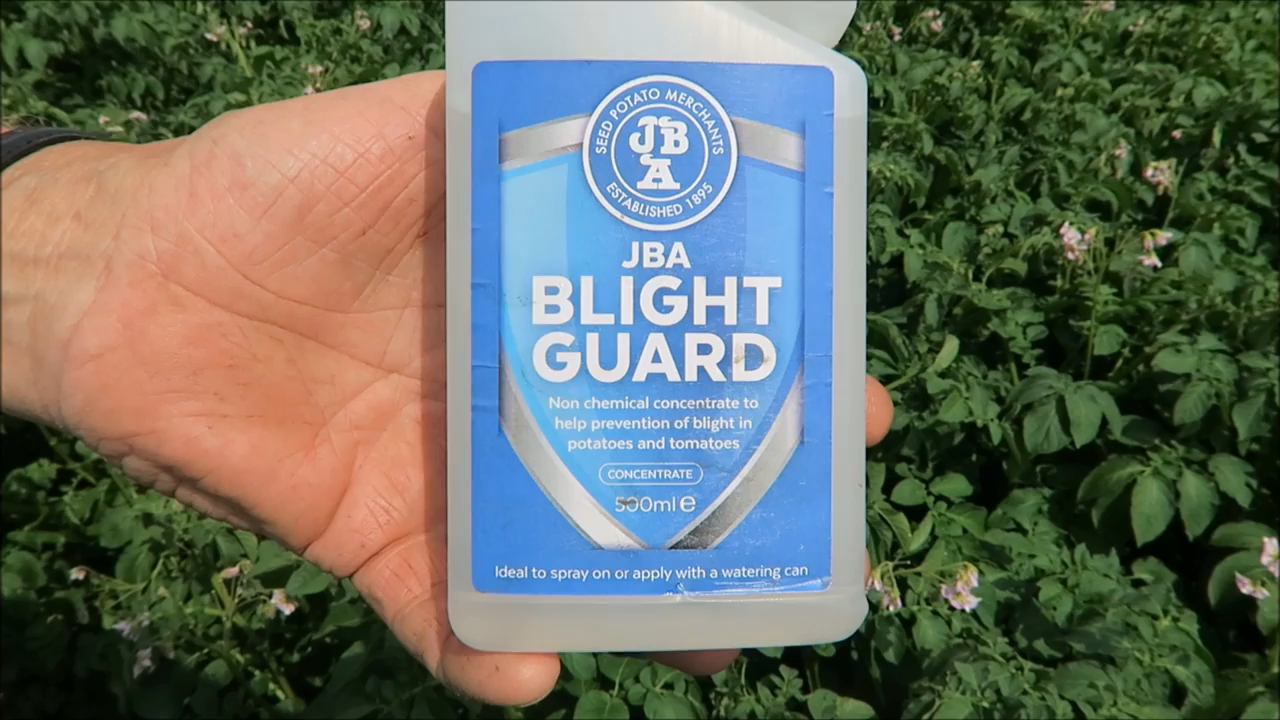 SEED POTATO MERCHANTS
JB
A
ESTABLISHED 1895
JBA
BLIGHT
GUARD
Non chemical concentrate to
help prevention of blight in
potatoes and tomatoes
CONCENTRATE
500ml e
Ideal to spray on or apply with a watering can